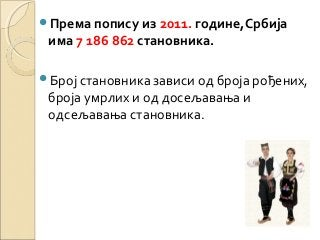 Према попису из 2011. године,Србија
има 7 186 862 становника.
Број становника зависи од броја рођених,
броја умрлих и од досељавања и
одсељавања становника.